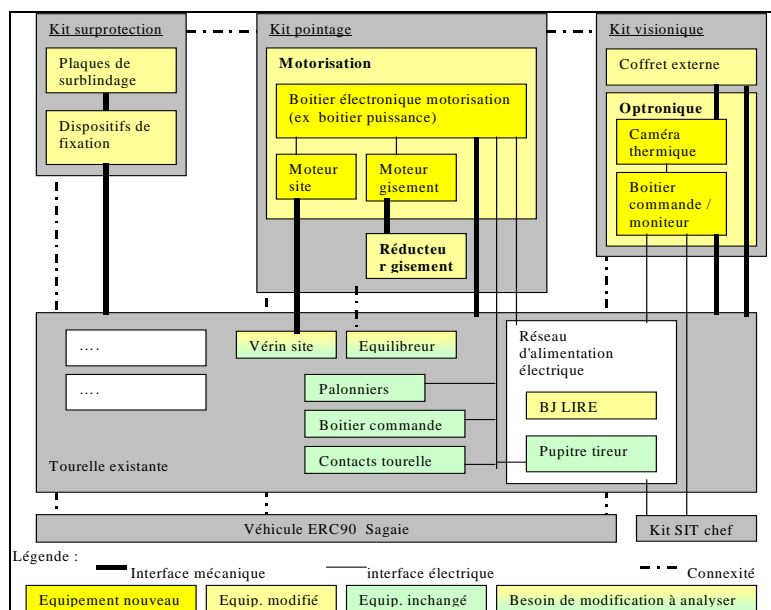 Kit surprotection
Plaques de
surblindage
Dispositifs de
fixation
Kit pointage
Motorisation
Boitier électronique motorisation
(ex boitier puissance)
Moteur
site
Moteur
gisement
Réducteu
r gisement
Kit visionique
Coffret externe
Optronique
Caméra
thermique
Boitier
commande /
moniteur
....
....
Vérin site
Equilibreur
Palonniers
Boitier commande
Contacts tourelle
Réseau
d'alimentation
électrique
BJ LIRE
Pupitre tireur
Tourelle existante
Véhicule ERC90 Sagaie
Kit SIT chef
Légende :
Interface mécanique
interface électrique
Connexité
Equipement nouveau
Equip. modifié
Equip. inchangé
Besoin de modification à analyser